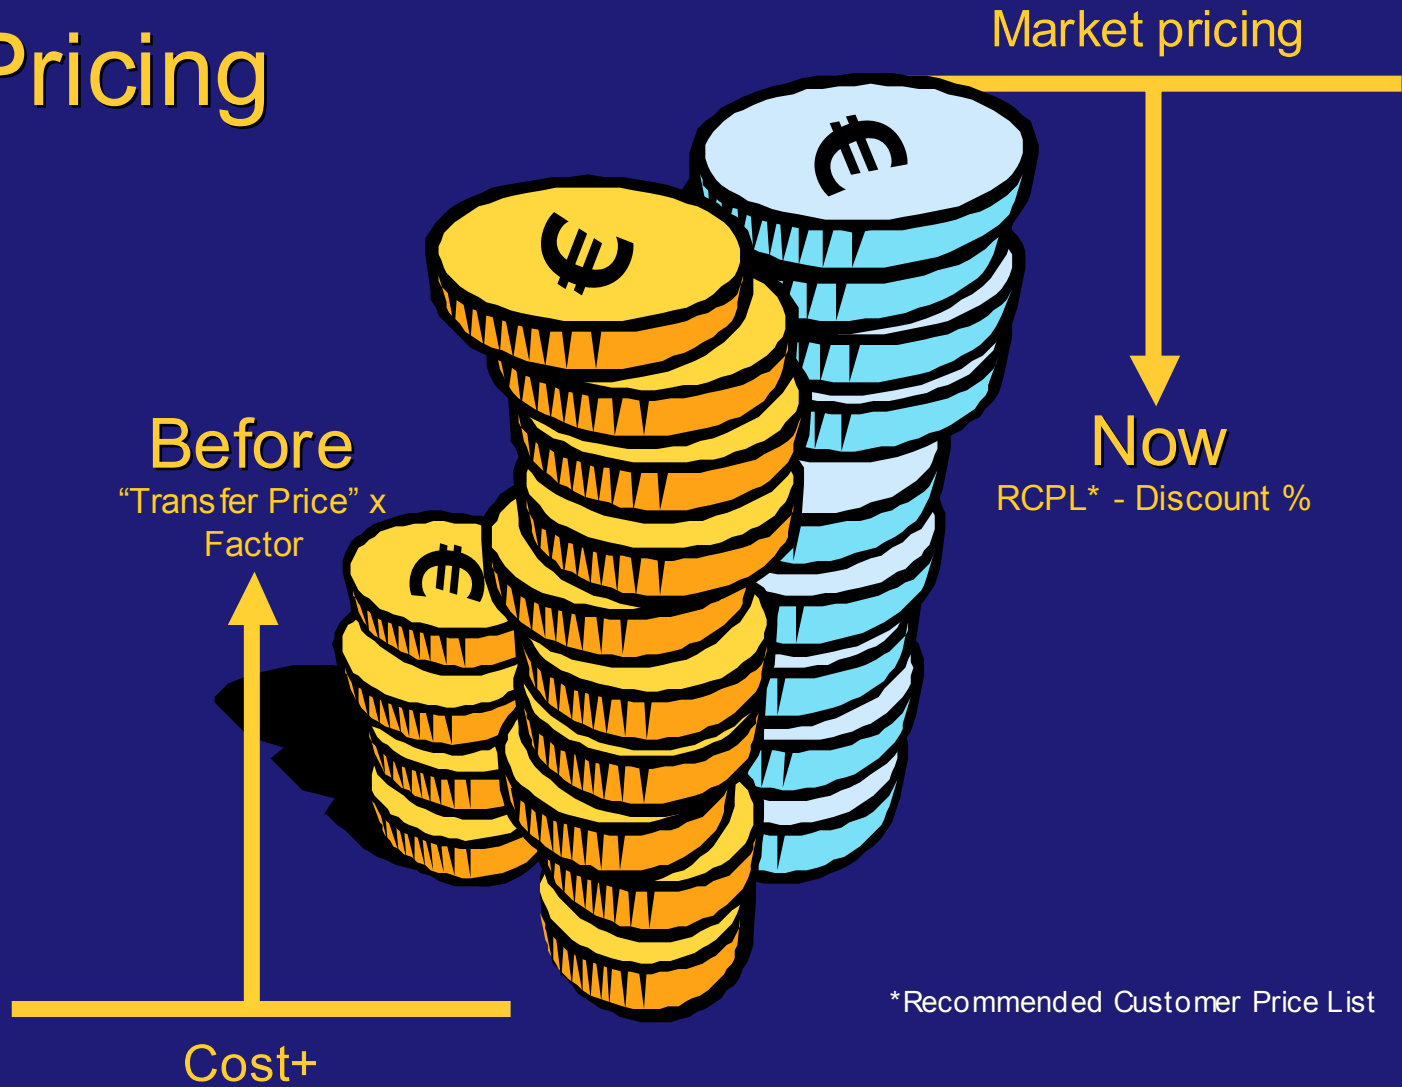 Pricing
Market pricing
Before
“Transfer Price” x
Factor
Now
RCPL* - Discount %
*Recommended Customer Price List
Cost+